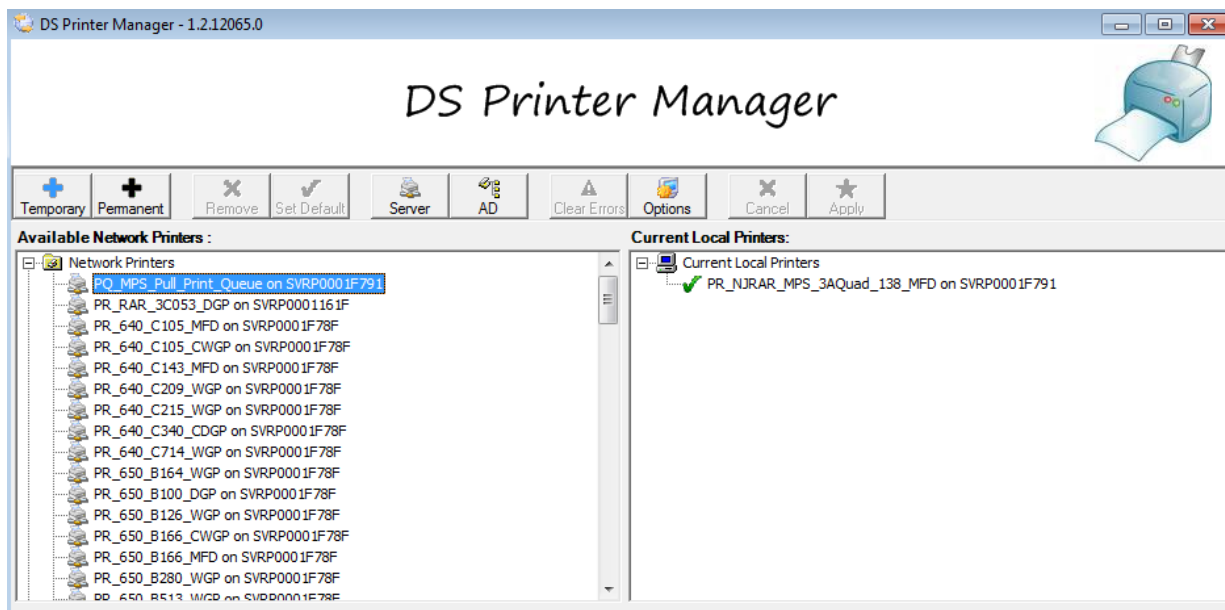 DS Printer Manager - 1.2.12065.0
DS Printer Manager
Temporary Permanent Remove Set Default Server AD Clear Errors Options Cancel Apply
Available Network Printers :
Network Printers
PQ_MPS_Pull_Print_Queue on SVRP0001F791
PR_RAR_3C053_DGP on SVRP0001161F
PR_640_C105_MFD on SVRP0001F78F
PR_640_C105_CWGP on SVRP0001F78F
PR_640_C143_MFD on SVRP0001F78F
PR_640_C209_WGP on SVRP0001F78F
PR_640_C215_WGP on SVRP0001F78F
PR_640_C340_CDGP on SVRP0001F78F
PR_640_C714_WGP on SVRP0001F78F
PR_650_B164_WGP on SVRP0001F78F
PR_650_B100_DGP on SVRP0001F78F
PR_650_B126_WGP on SVRP0001F78F
PR_650_B166_CWGP on SVRP0001F78F
PR_650_B166_MFD on SVRP0001F78F
PR_650_B280_WGP on SVRP0001F78F
PR_650_B513_WGP on SVRP0001F78F
Current Local Printers:
Current Local Printers
PR_NJRAR_MPS_3AQuad_138_MFD on SVRP0001F791